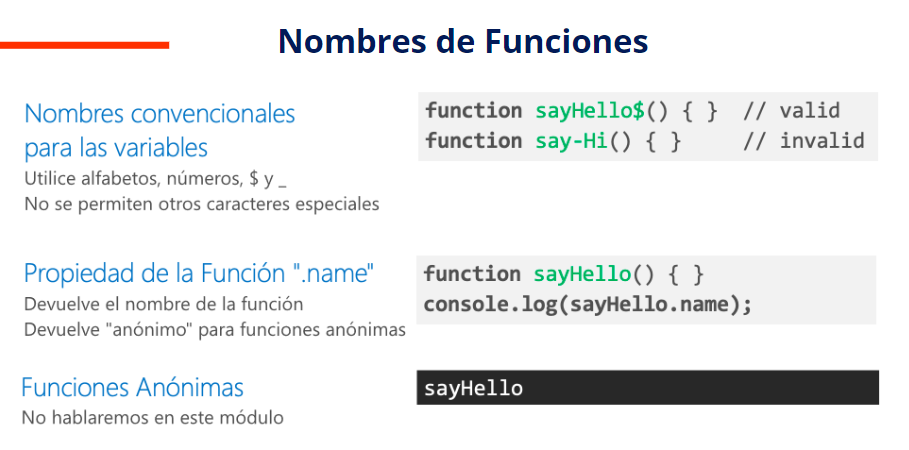 Nombres de Funciones
Nombres convencionales
para las variables
Utilice alfabetos, números, $ y _
No se permiten otros caracteres especiales
function sayHello$() { }  // valid
function say-Hi() { }     // invalid
Propiedad de la Función ".name"
Devuelve el nombre de la función
Devuelve "anónimo" para funciones anónimas
function sayHello() { }
console.log(sayHello.name);
Funciones Anónimas
No hablaremos en este módulo
sayHello